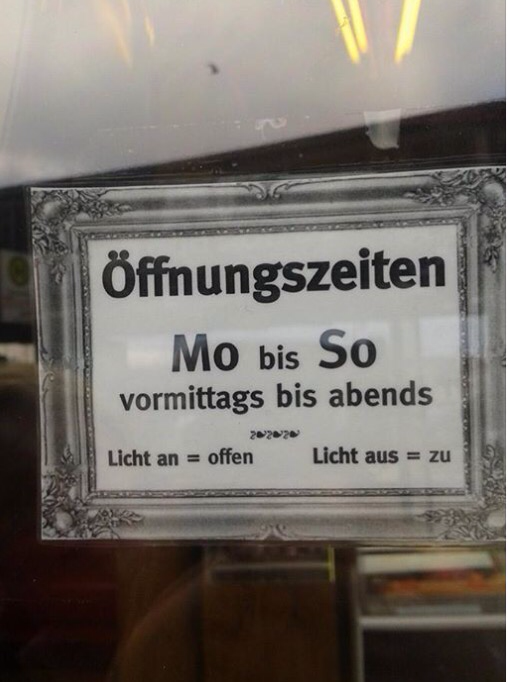 Öffnungszeiten
Mo bis So
vormittags bis abends
Licht an = offen Licht aus = zu